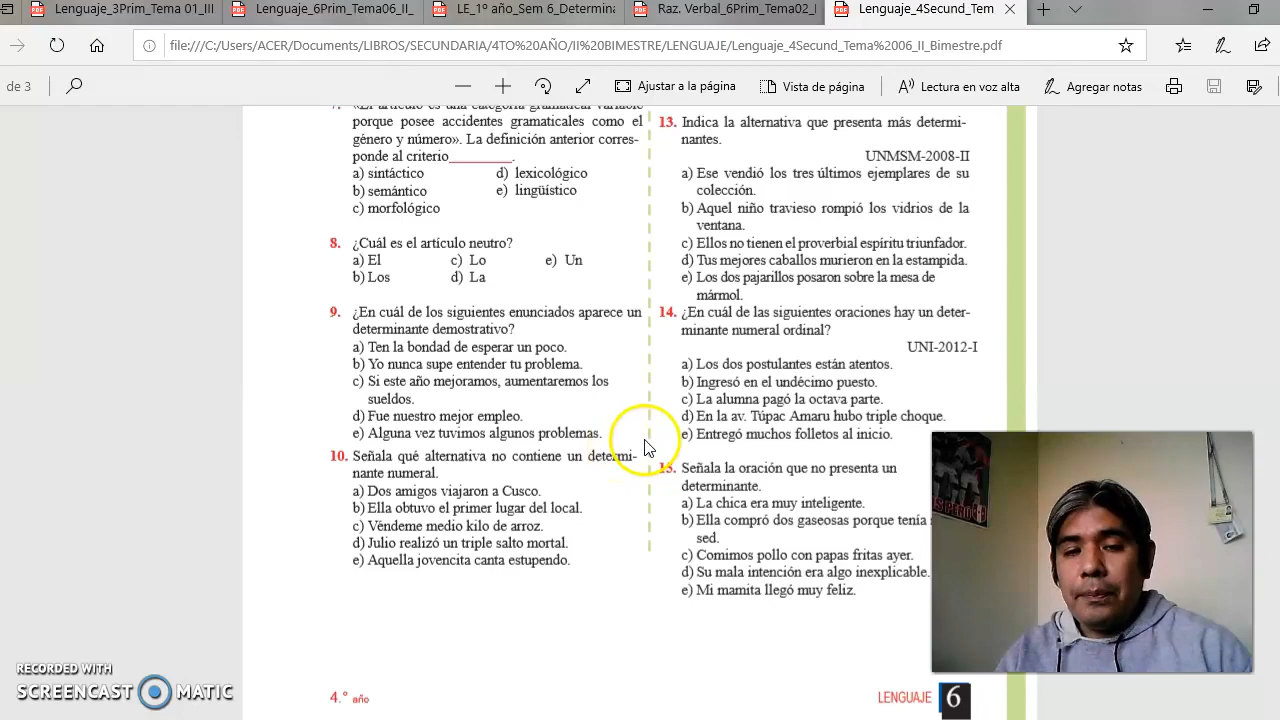 Lenguaje_3Prim_Tema 01_III
Lenguaje_6Prim_Tema06_II_
LE_1º año_Sem 6_Determina
Raz. Verbal_6Prim_Tema02_I
Lenguaje_4Sec_Tem
file:///C:/Users/ACER/Documents/LIBROS/SECUNDARIA/4TO%20AÑO/II%20BIMESTRE/LENGUAJE/Lenguaje_4Secund_Tema%2006_II_Bimestre.pdf
de 3
Ajustar a la página
Vista de página
Lectura en voz alta
Agregar notas
7. «El artículo es una categoría gramatical variable
porque posee accidentes gramaticales como el
género y número». La definición anterior corres-
ponde al criterio_________.
a) sintáctico
d) lexicológico
b) semántico
e) lingüístico
c) morfológico
8. ¿Cuál es el artículo neutro?
a) El
c) Lo
e) Un
b) Los
d) La
9. ¿En cuál de los siguientes enunciados aparece un
determinante demostrativo?
a) Ten la bondad de esperar un poco.
b) Yo nunca supe entender tu problema.
c) Si este año mejoramos, aumentaremos los
sueldos.
d) Fue nuestro mejor empleo.
e) Alguna vez tuvimos algunos problemas.
10. Señala qué alternativa no contiene un determi-
nante numeral.
a) Dos amigos viajaron a Cusco.
b) Ella obtuvo el primer lugar del local.
c) Véndeme medio kilo de arroz.
d) Julio realizó un triple salto mortal.
e) Aquella jovencita canta estupendo.
13. Indica la alternativa que presenta más determi-
nantes.
UNMSM-2008-II
a) Ese vendió los tres últimos ejemplares de su
colección.
b) Aquel niño travieso rompió los vidrios de la
ventana.
c) Ellos no tienen el proverbial espíritu triunfador.
d) Tus mejores caballos murieron en la estampida.
e) Los dos pajarillos posaron sobre la mesa de
mármol.
14. ¿En cuál de las siguientes oraciones hay un deter-
minante numeral ordinal?
UNI-2012-I
a) Los dos postulantes están atentos.
b) Ingresó en el undécimo puesto.
c) La alumna pagó la octava parte.
d) En la av. Túpac Amaru hubo triple choque.
e) Entregó muchos folletos al inicio.
15. Señala la oración que no presenta un
determinante.
a) La chica era muy inteligente.
b) Ella compró dos gaseosas porque tenía
sed.
c) Comimos pollo con papas fritas ayer.
d) Su mala intención era algo inexplicable.
e) Mi mamita llegó muy feliz.
4.° año
LENGUAJE 6
RECORDED WITH
SCREENCAST MATIC